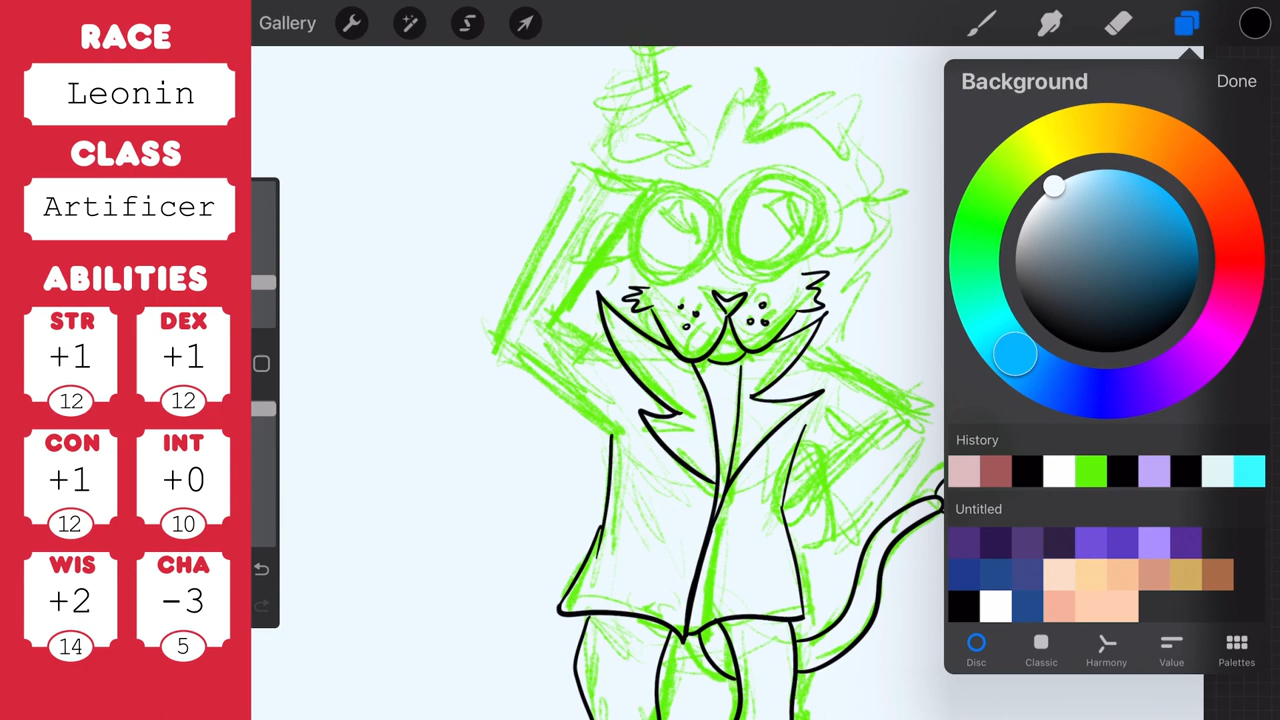 RACE
Leonin
CLASS
Artificer
ABILITIES
STR DEX
+1 +1
12 12
CON INT
+1 +0
12 10
WIS CHA
+2 -3
14 5
Gallery
Background Done
History
Untitled
Disc Classic Harmony Value Palettes